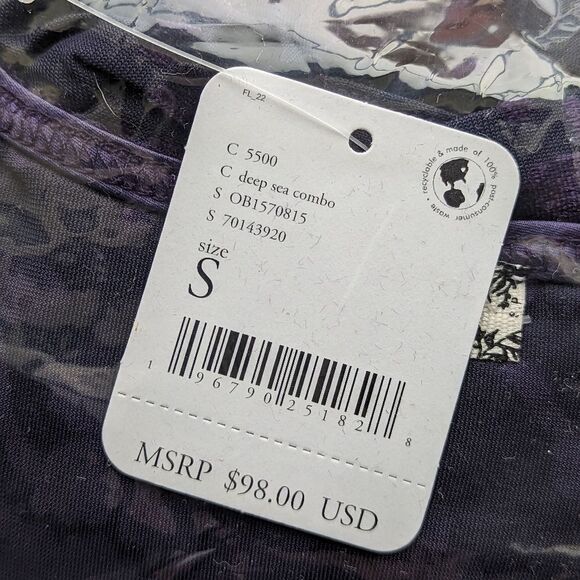 FL_22
recyclable & made of 100% post-consumer waste •
C 5500
C deep sea combo
S OB1570815
S 70143920
size
S
1 96790 25182 8
MSRP $98.00 USD